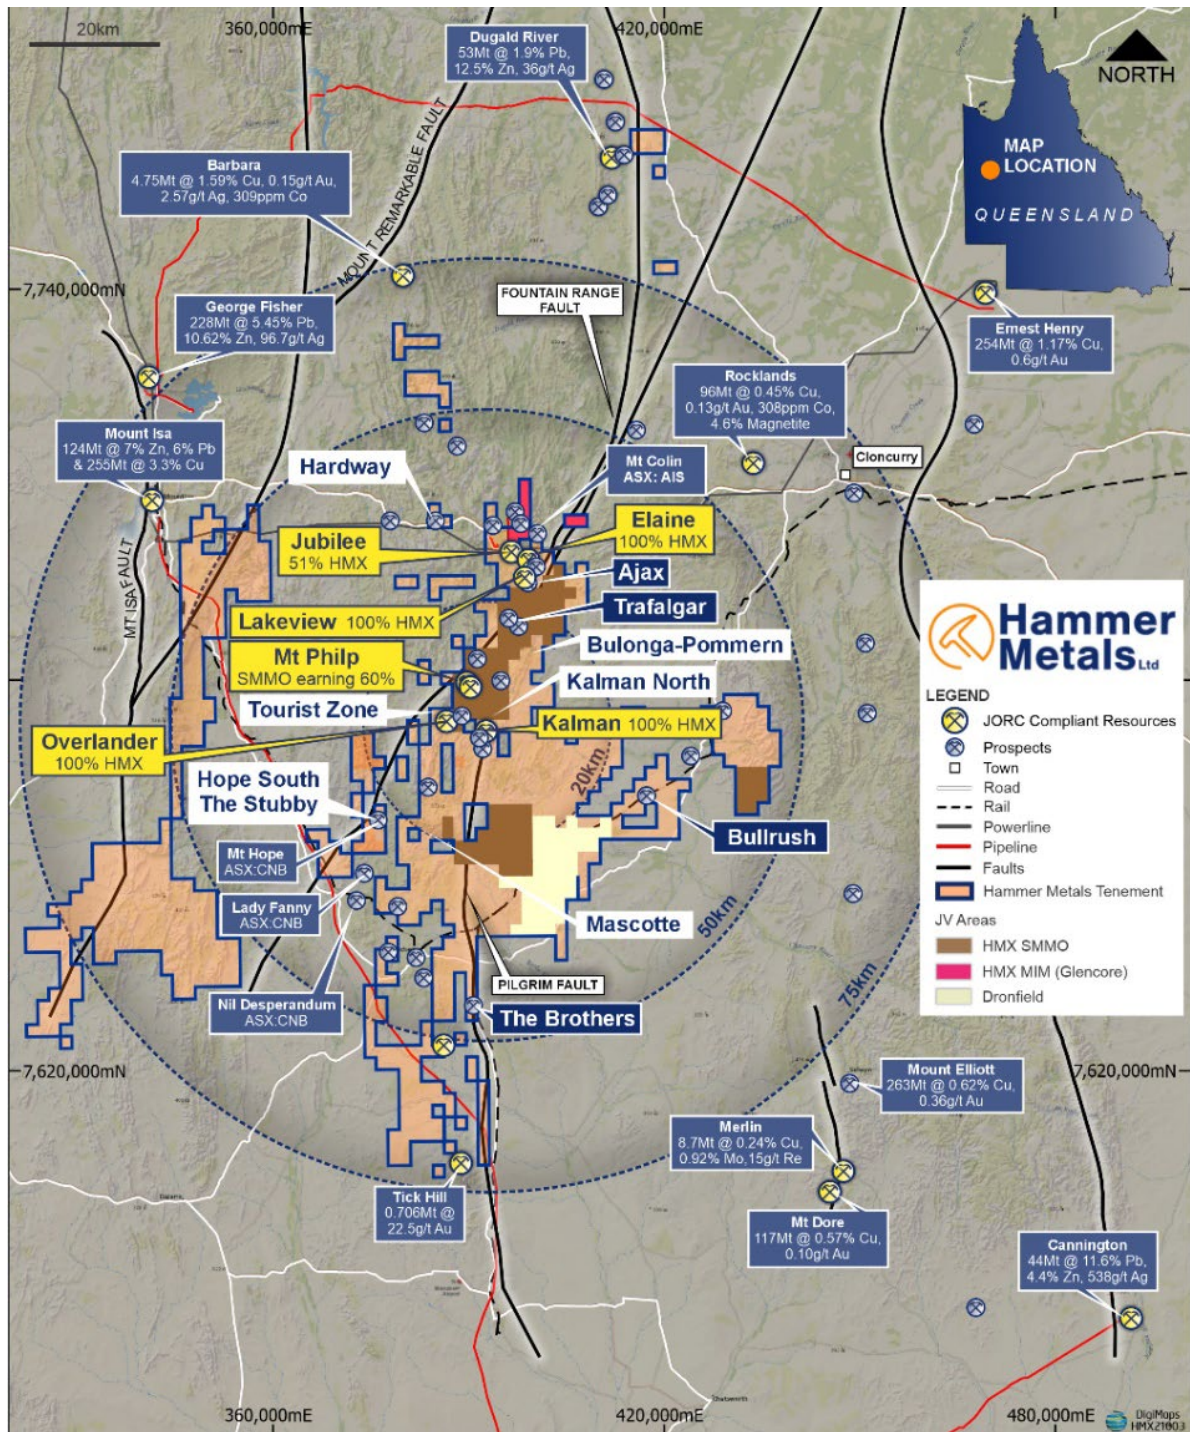 20km
360,000mE
420,000mE
Dugald River
53Mt @ 1.9% Pb,
12.5% Zn, 36g/t Ag
NORTH
MAP
LOCATION
QUEENSLAND
Barbara
4.75Mt @ 1.59% Cu, 0.15g/t Au,
2.57g/t Ag, 309ppm Co
MOUNT REMARKABLE FAULT
7,740,000mN
FOUNTAIN RANGE
FAULT
George Fisher
228Mt @ 5.45% Pb,
10.62% Zn, 96.7g/t Ag
Ernest Henry
254Mt @ 1.17% Cu,
0.6g/t Au
Rocklands
96Mt @ 0.45% Cu,
0.13g/t Au, 308ppm Co,
4.6% Magnetite
Mount Isa
124Mt @ 7% Zn, 6% Pb
& 255Mt @ 3.3% Cu
Cloncurry
Hardway
Mt Colin
ASX: AIS
Jubilee
51% HMX
Elaine
100% HMX
MT ISA FAULT
Ajax
Trafalgar
Lakeview 100% HMX
Bulonga-Pommern
Mt Philp
SMMO earning 60%
Kalman North
Tourist Zone
Kalman 100% HMX
Overlander
100% HMX
Hope South
The Stubby
20km
Bullrush
Mt Hope
ASX:CNB
Lady Fanny
ASX:CNB
Mascotte
50km
75km
PILGRIM FAULT
Nil Desperandum
ASX:CNB
The Brothers
Hammer
Metals Ltd
LEGEND
JORC Compliant Resources
Prospects
Town
Road
Rail
Powerline
Pipeline
Faults
Hammer Metals Tenement
JV Areas
HMX SMMO
HMX MIM (Glencore)
Dronfield
7,620,000mN
7,620,000mN
Mount Elliott
263Mt @ 0.62% Cu,
0.36g/t Au
Merlin
8.7Mt @ 0.24% Cu,
0.92% Mo,15g/t Re
Tick Hill
0.706Mt @
22.5g/t Au
Mt Dore
117Mt @ 0.57% Cu,
0.10g/t Au
Cannington
44Mt @ 11.6% Pb,
4.4% Zn, 538g/t Ag
360,000mE
420,000mE
480,000mE
DigiMaps
HMX21003